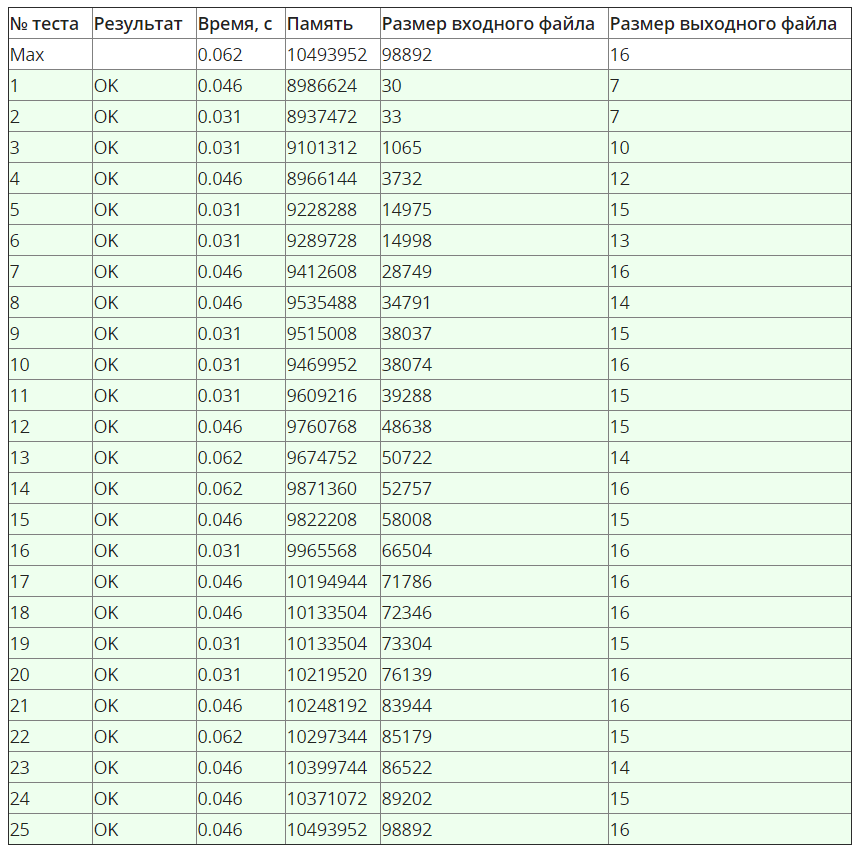 № теста Результат Время, с Память Размер входного файла Размер выходного файла
Max 0.062 10493952 98892 16
1 OK 0.046 8986624 30 7
2 OK 0.031 8937472 33 7
3 OK 0.031 9101312 1065 10
4 OK 0.046 8966144 3732 12
5 OK 0.031 9228288 14975 15
6 OK 0.031 9289728 14998 13
7 OK 0.046 9412608 28749 16
8 OK 0.046 9535488 34791 14
9 OK 0.031 9515008 38037 15
10 OK 0.031 9469952 38074 16
11 OK 0.031 9609216 39288 15
12 OK 0.046 9760768 48638 15
13 OK 0.062 9674752 50722 14
14 OK 0.062 9871360 52757 16
15 OK 0.046 9822208 58008 15
16 OK 0.031 9965568 66504 16
17 OK 0.046 10194944 71786 16
18 OK 0.046 10133504 72346 16
19 OK 0.031 10133504 73304 15
20 OK 0.031 10219520 76139 16
21 OK 0.046 10248192 83944 16
22 OK 0.062 10297344 85179 15
23 OK 0.046 10399744 86522 14
24 OK 0.046 10371072 89202 15
25 OK 0.046 10493952 98892 16